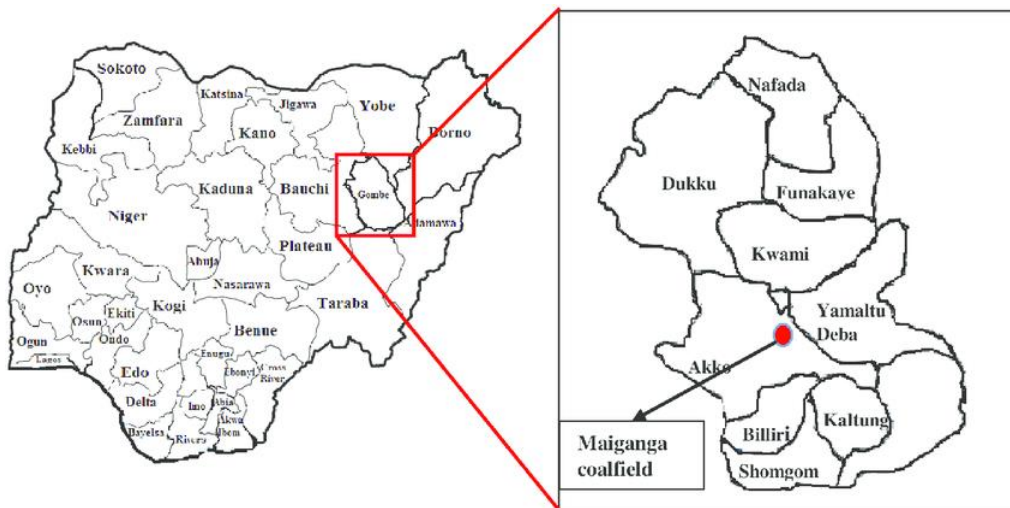 Sokoto
Katsina
Jigawa
Yobe
Zamfara
Kano
Borno
Kebbi
Kaduna
Bauchi
Gombe
Niger
Adamawa
Plateau
Abuja
Kwara
Nasarawa
Oyo
Kogi
Taraba
Osun
Ekiti
Benue
Ogun
Ondo
Lagos
Enugu
Edo
Ebonyi
Cross
River
Delta
Imo
Abia
Akwa
Ibom
Bayelsa
Rivers
Nafada
Dukku
Funakaye
Kwami
Yamaltu
Deba
Akko
Billiri
Kaltung
Shomgom
Maiganga
coalfield